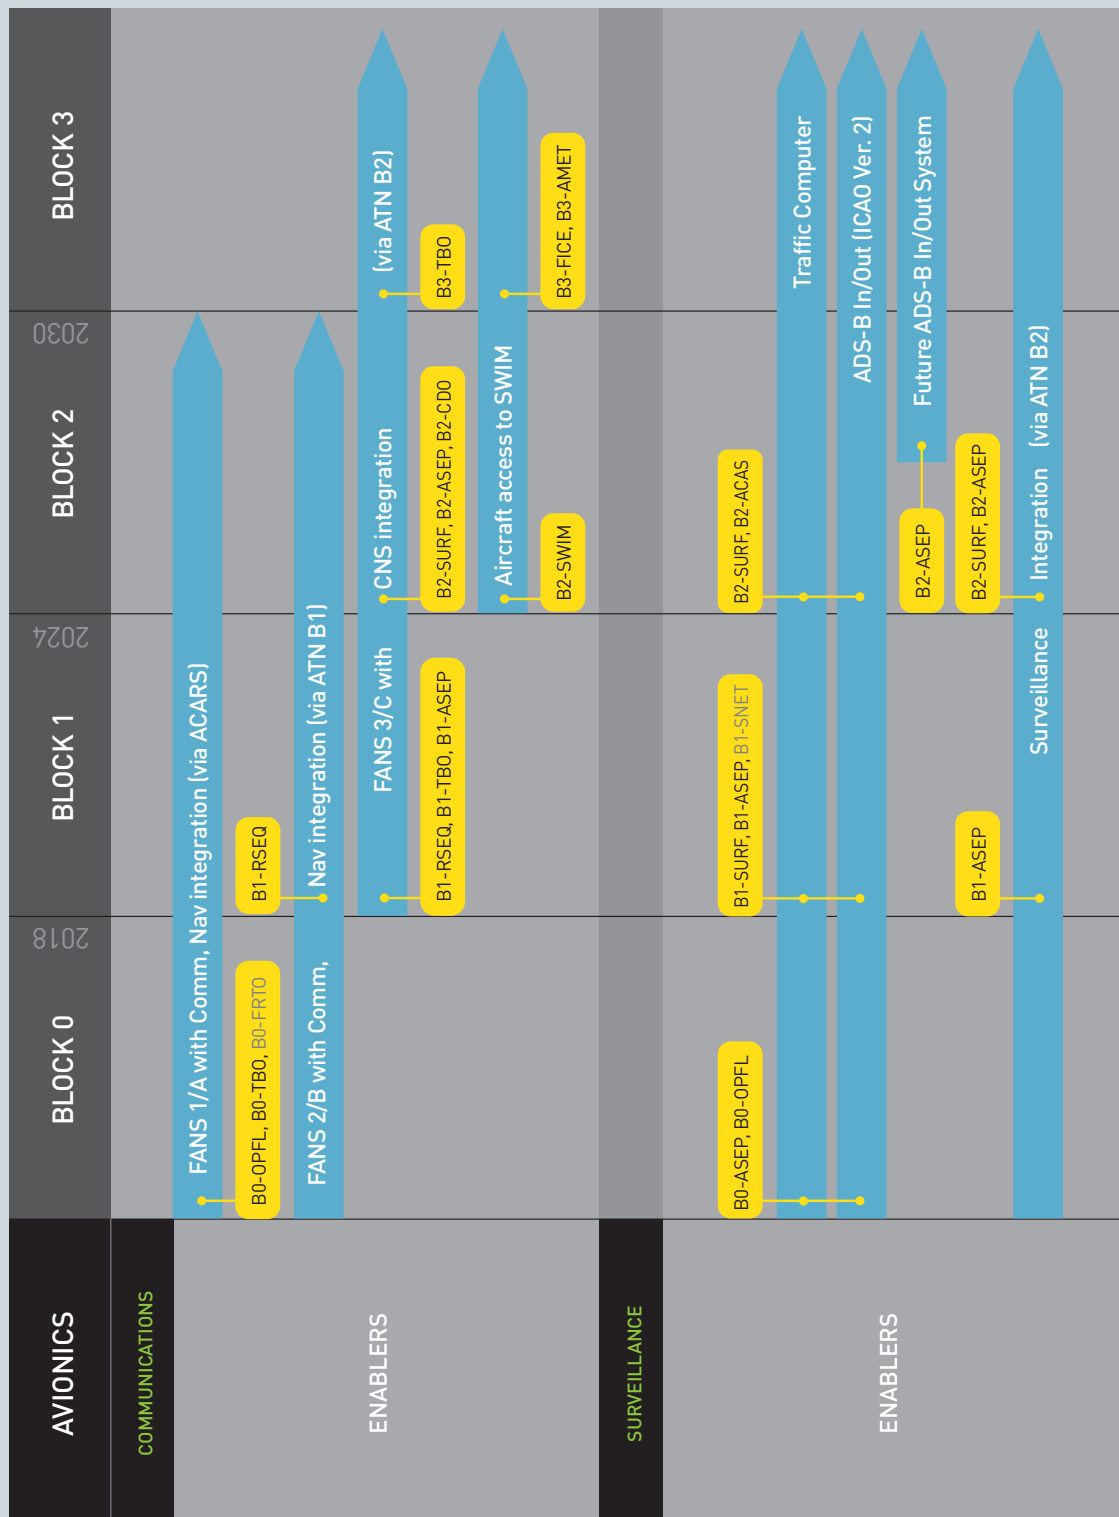 AVIONICS
BLOCK 0
2018
BLOCK 1
2024
BLOCK 2
2030
BLOCK 3
COMMUNICATIONS
ENABLERS
FANS 1/A with Comm, Nav integration (via ACARS)
B0-OPFL, B0-TBO, B0-FRTO
B1-RSEQ
FANS 2/B with Comm, Nav integration (via ATN B1)
FANS 3/C with CNS integration (via ATN B2)
B1-RSEQ, B1-TBO, B1-ASEP
B2-SURF, B2-ASEP, B2-CDO
B3-TBO
Aircraft access to SWIM
B2-SWIM
B3-FICE, B3-AMET
SURVEILLANCE
ENABLERS
B0-ASEP, B0-OPFL
B1-SURF, B1-ASEP, B1-SNET
B2-SURF, B2-ACAS
Traffic Computer
ADS-B In/Out (ICAO Ver. 2)
B2-ASEP
Future ADS-B In/Out System
B1-ASEP
B2-SURF, B2-ASEP
Surveillance Integration (via ATN B2)